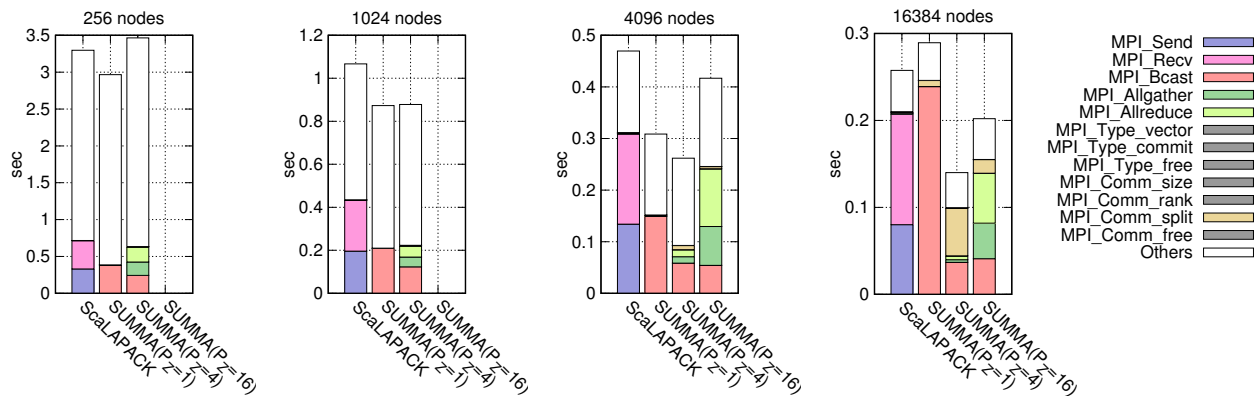 256 nodes
3.5
3
2.5
2
1.5
1
0.5
0
sec
ScaLAPACK
SUMMA(P_z=1)
SUMMA(P_z=4)
SUMMA(P_z=16)
1024 nodes
1.2
1
0.8
0.6
0.4
0.2
0
sec
ScaLAPACK
SUMMA(P_z=1)
SUMMA(P_z=4)
SUMMA(P_z=16)
4096 nodes
0.5
0.4
0.3
0.2
0.1
0
sec
ScaLAPACK
SUMMA(P_z=1)
SUMMA(P_z=4)
SUMMA(P_z=16)
16384 nodes
0.3
0.2
0.1
0
sec
ScaLAPACK
SUMMA(P_z=1)
SUMMA(P_z=4)
SUMMA(P_z=16)
MPI_Send
MPI_Recv
MPI_Bcast
MPI_Allgather
MPI_Allreduce
MPI_Type_vector
MPI_Type_commit
MPI_Type_free
MPI_Comm_size
MPI_Comm_rank
MPI_Comm_split
MPI_Comm_free
Others